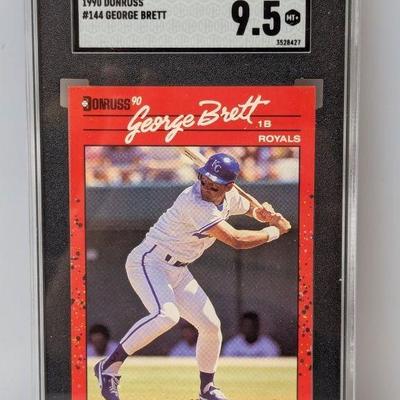 1990 DONRUSS
#144 GEORGE BRETT
9.5
MT+
3528427
DONRUSS '90
George Brett
1B
ROYALS
KC